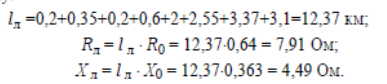 lл =0,2+0,35+0,2+0,6+2+2,55+3,37+3,1=12,37 км;
Rл = lл · R0 = 12,37·0,64 = 7,91 Ом;
Xл = lл · X0 = 12,37·0,363 = 4,49 Ом.